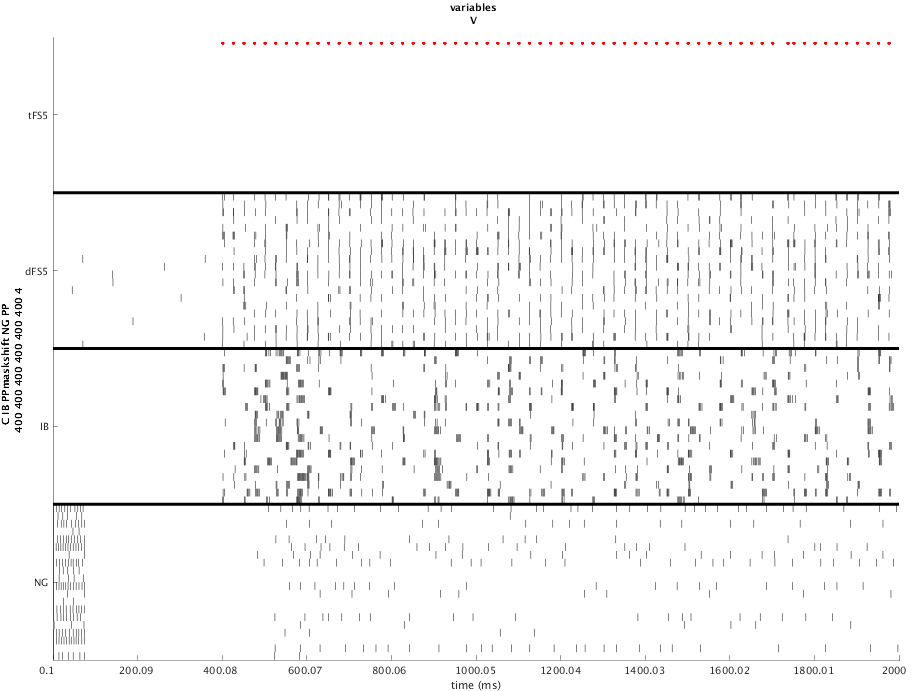 variables
V
tFS5
dFS5
IB
NG
C IB PPmaskshift NG PP
400 400 400 400 400 400 400 4
0.1 200.09 400.08 600.07 800.06 1000.05 1200.04 1400.03 1600.02 1800.01 2000
time (ms)